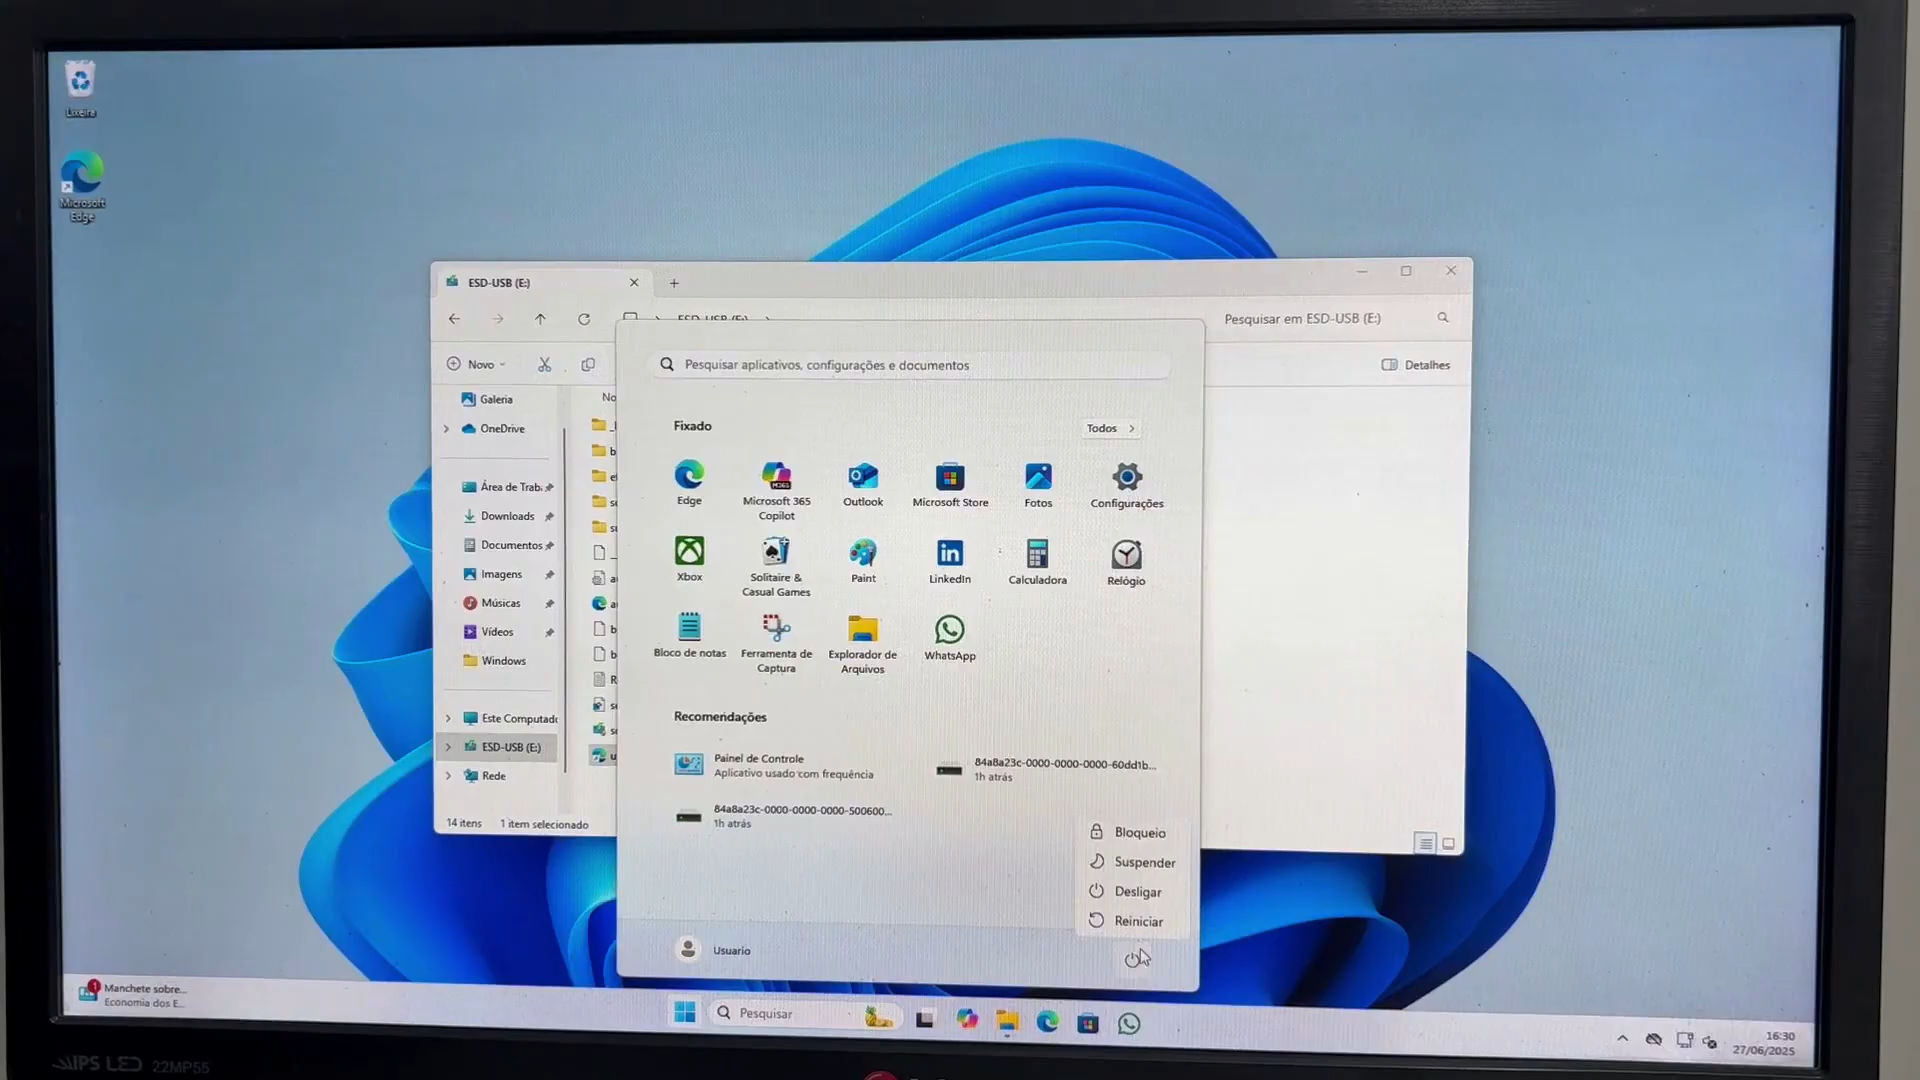 Lixeira
Microsoft
Edge
ESD-USB (E:)
Pesquisar em ESD-USB (E:)
Novo
Detalhes
Galeria
OneDrive
Área de Trab
Downloads
Documentos
Imagens
Músicas
Vídeos
Windows
Este Computad
ESD-USB (E:)
Rede
14 itens 1 item selecionado
Pesquisar aplicativos, configurações e documentos
Fixado
Todos
Edge
Microsoft 365
Copilot
Outlook
Microsoft Store
Fotos
Configurações
Xbox
Solitaire &
Casual Games
Paint
LinkedIn
Calculadora
Relógio
Bloco de notas
Ferramenta de
Captura
Explorador de
Arquivos
WhatsApp
Recomendações
Painel de Controle
Aplicativo usado com frequência
84a8a23c-0000-0000-0000-60dd1b...
1h atrás
84a8a23c-0000-0000-0000-500600...
1h atrás
Bloqueio
Suspender
Desligar
Reiniciar
Usuario
1
Manchete sobre...
Economia dos E...
Pesquisar
16:30
27/06/2025
IPS LED 22MP55